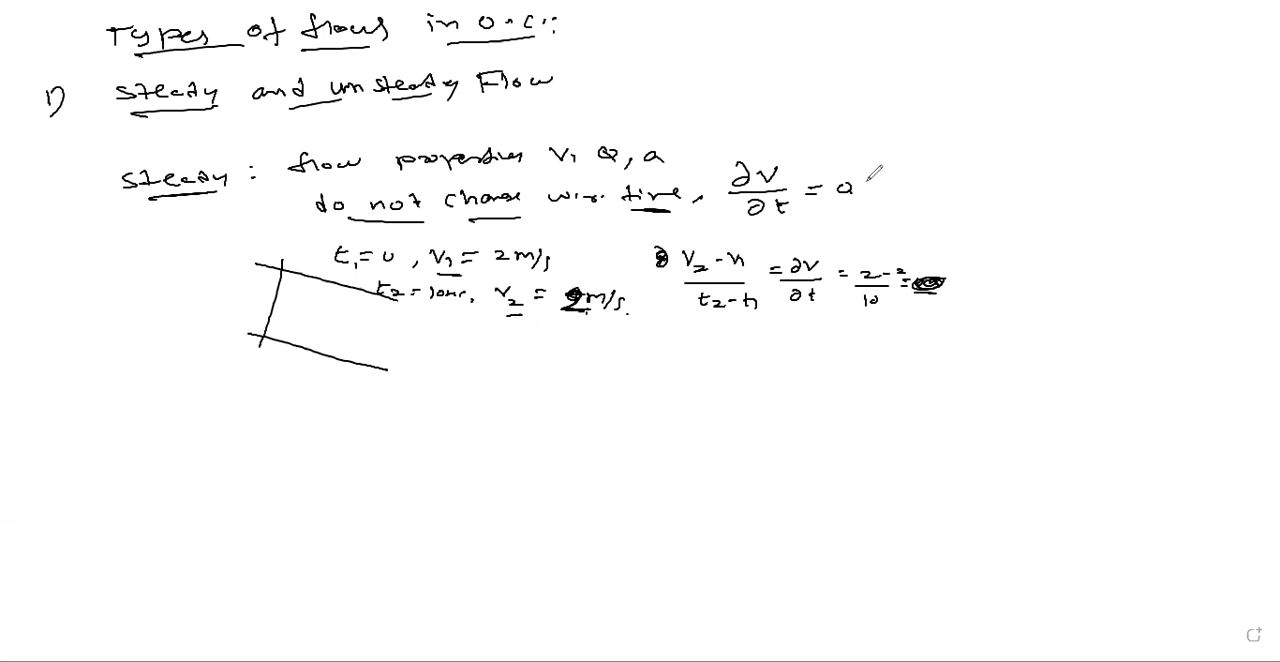 Types of flows in O.C:
1) Steady and unsteady Flow
Steady: flow properties V, Q, a
do not change w.r. time, ∂V/∂t = 0
t₁ = 0, V₁ = 2 m/s
t₂ = 10hr, V₂ = 2 m/s.
V₂ - V₁ / t₂ - t₁ = ∂V/∂t = 2 - 2 / 10 =